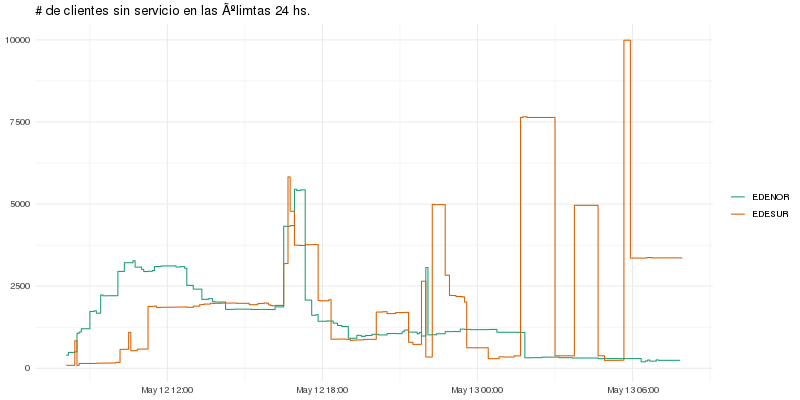 # de clientes sin servicio en las Ãºlimtas 24 hs.
10000
7500
5000
2500
0
May 12 12:00
May 12 18:00
May 13 00:00
May 13 06:00
EDENOR
EDESUR